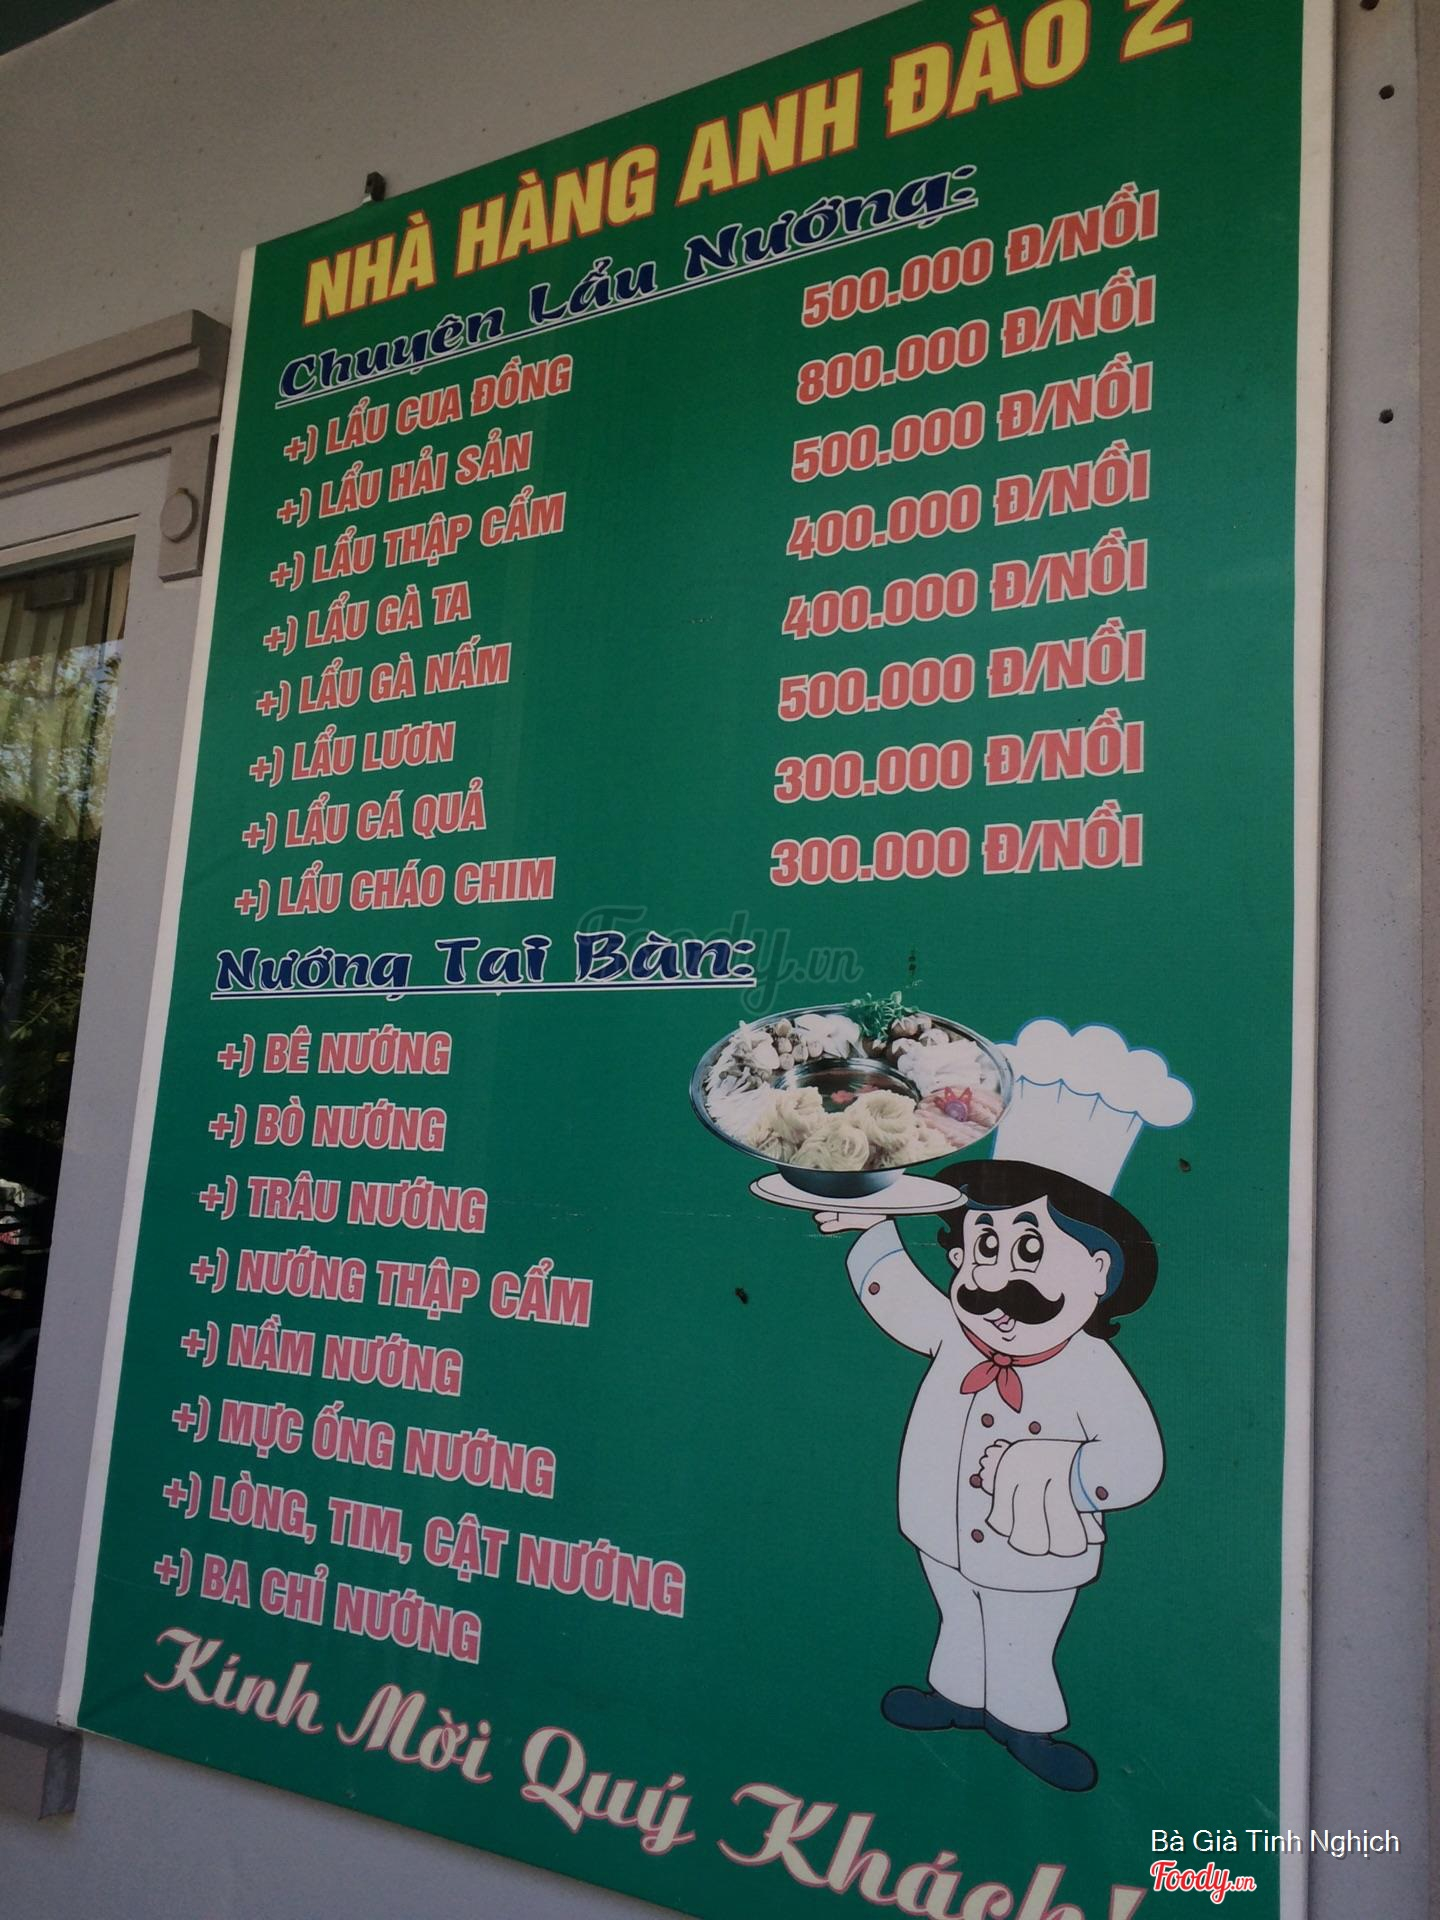 NHÀ HÀNG ANH ĐÀO 2
Chuyên Lẩu Nướng:
+) LẨU CUA ĐỒNG 500.000 Đ/NỒI
+) LẨU HẢI SẢN 800.000 Đ/NỒI
+) LẨU THẬP CẨM 500.000 Đ/NỒI
+) LẨU GÀ TA 400.000 Đ/NỒI
+) LẨU GÀ NẤM 400.000 Đ/NỒI
+) LẨU LƯƠN 500.000 Đ/NỒI
+) LẨU CÁ QUẢ 300.000 Đ/NỒI
+) LẨU CHÁO CHIM 300.000 Đ/NỒI
Foody.vn
Nướng Tại Bàn:
+) BÊ NƯỚNG
+) BÒ NƯỚNG
+) TRÂU NƯỚNG
+) NƯỚNG THẬP CẨM
+) NẦM NƯỚNG
+) MỰC ỐNG NƯỚNG
+) LÒNG, TIM, CẬT NƯỚNG
+) BA CHỈ NƯỚNG
Kính Mời Quý Khách!
Bà Già Tinh Nghịch
Foody.vn